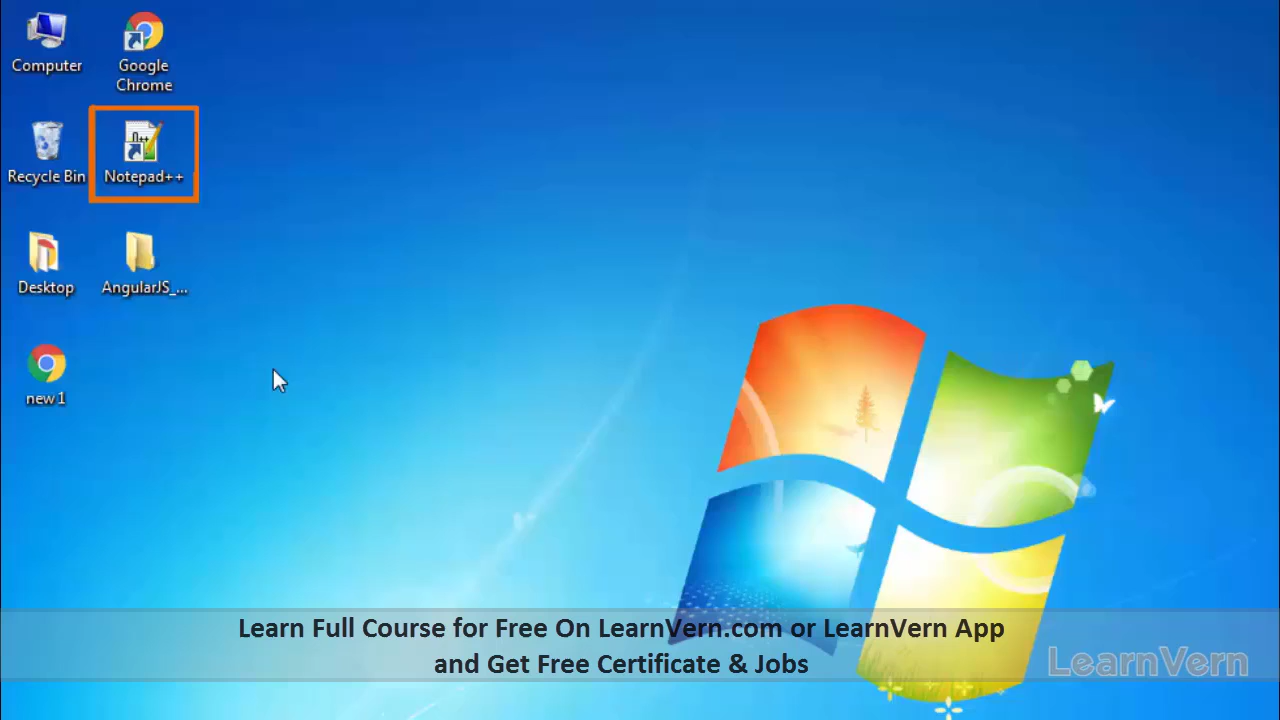 Computer
Google
Chrome
Recycle Bin
Notepad++
Desktop
AngularJS_...
new 1
Learn Full Course for Free On LearnVern.com or LearnVern App
and Get Free Certificate & Jobs
LearnVern